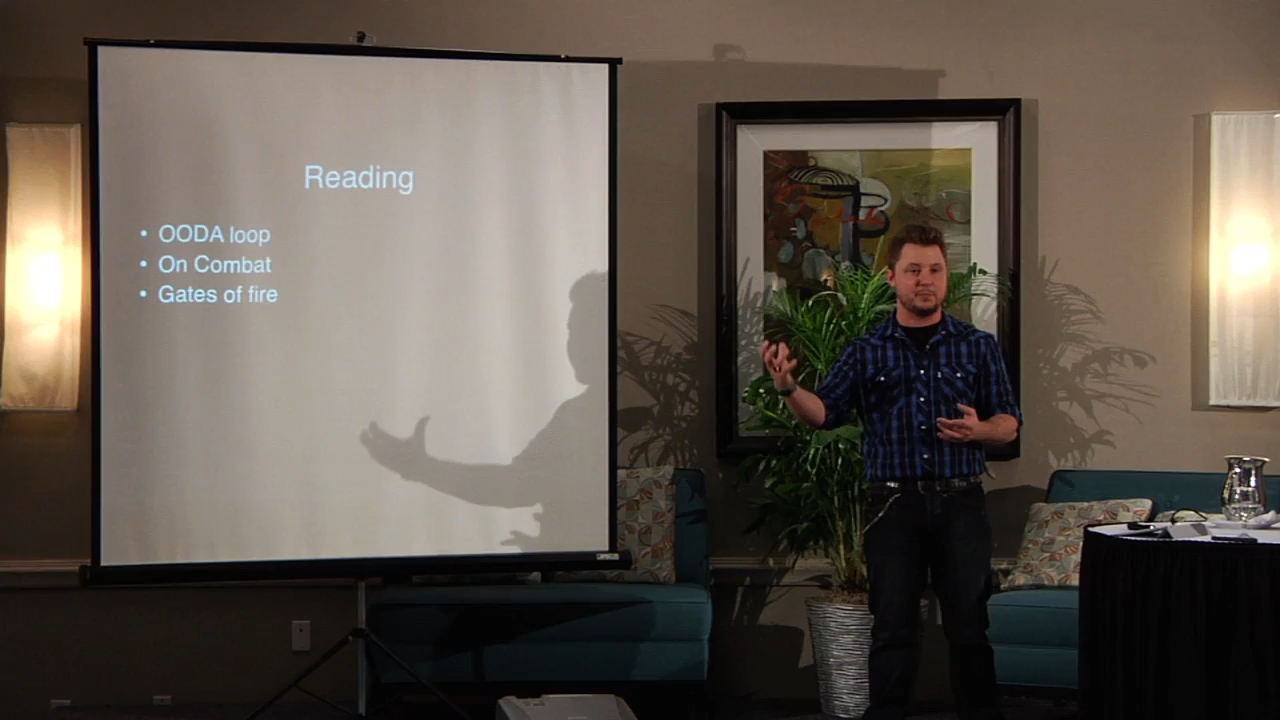 Reading
• OODA loop
• On Combat
• Gates of fire